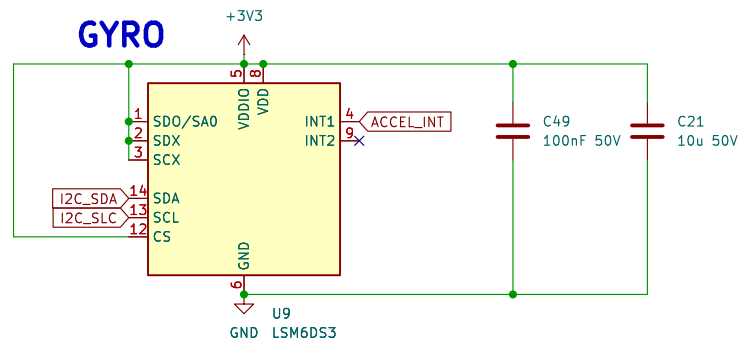 +3V3
GYRO
5 8
VDDIO VDD
1 SDO/SA0 INT1 4 ACCEL_INT C49 C21
2 SDX INT2 9 100nF 50V 10u 50V
3 SCX
I2C_SDA 14 SDA
I2C_SLC 13 SCL
12 CS
GND
6
U9
GND LSM6DS3